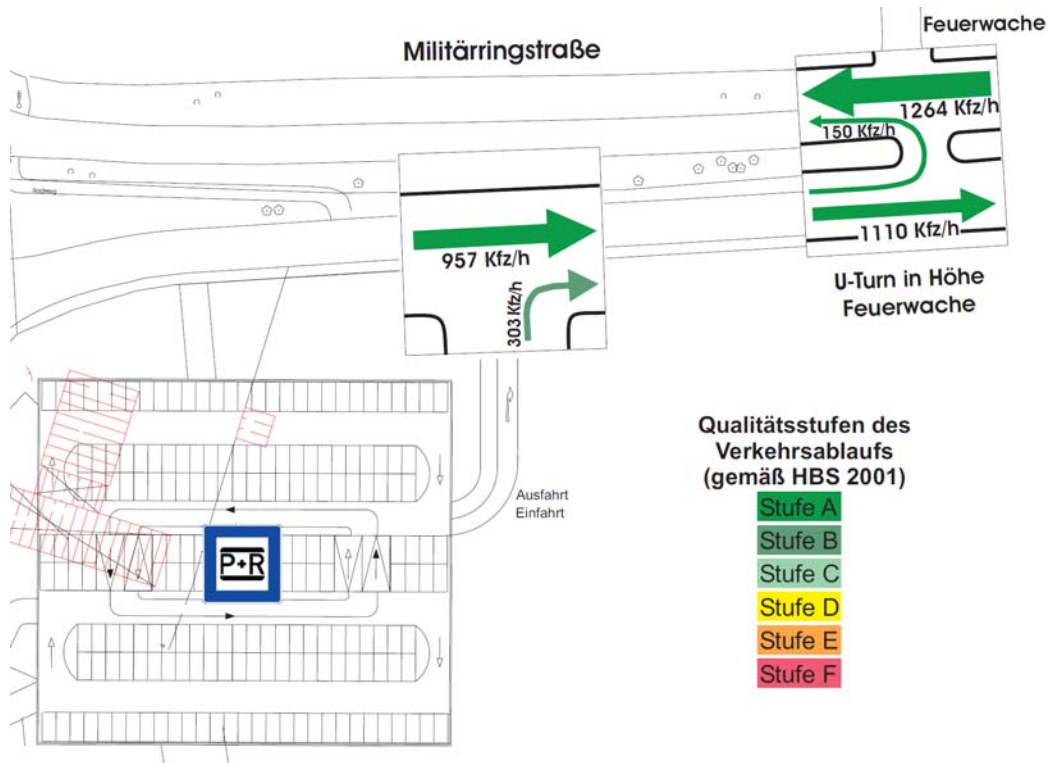 Feuerwache
Militärringstraße
1264 Kfz/h
150 Kfz/h
Radweg
957 Kfz/h
1110 Kfz/h
303 Kfz/h
U-Turn in Höhe
Feuerwache
Qualitätsstufen des
Verkehrsablaufs
(gemäß HBS 2001)
Stufe A
Stufe B
Stufe C
Stufe D
Stufe E
Stufe F
Ausfahrt
Einfahrt
P+R